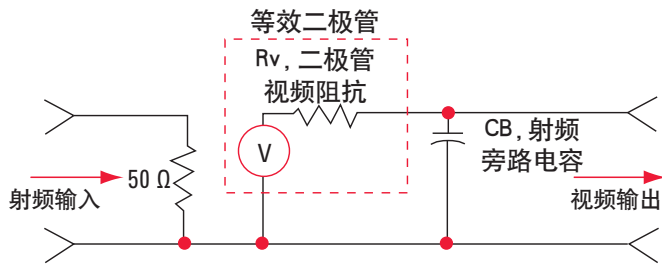 等效二极管
Rv, 二极管
视频阻抗
V
CB, 射频
旁路电容
50 Ω
射频输入
视频输出